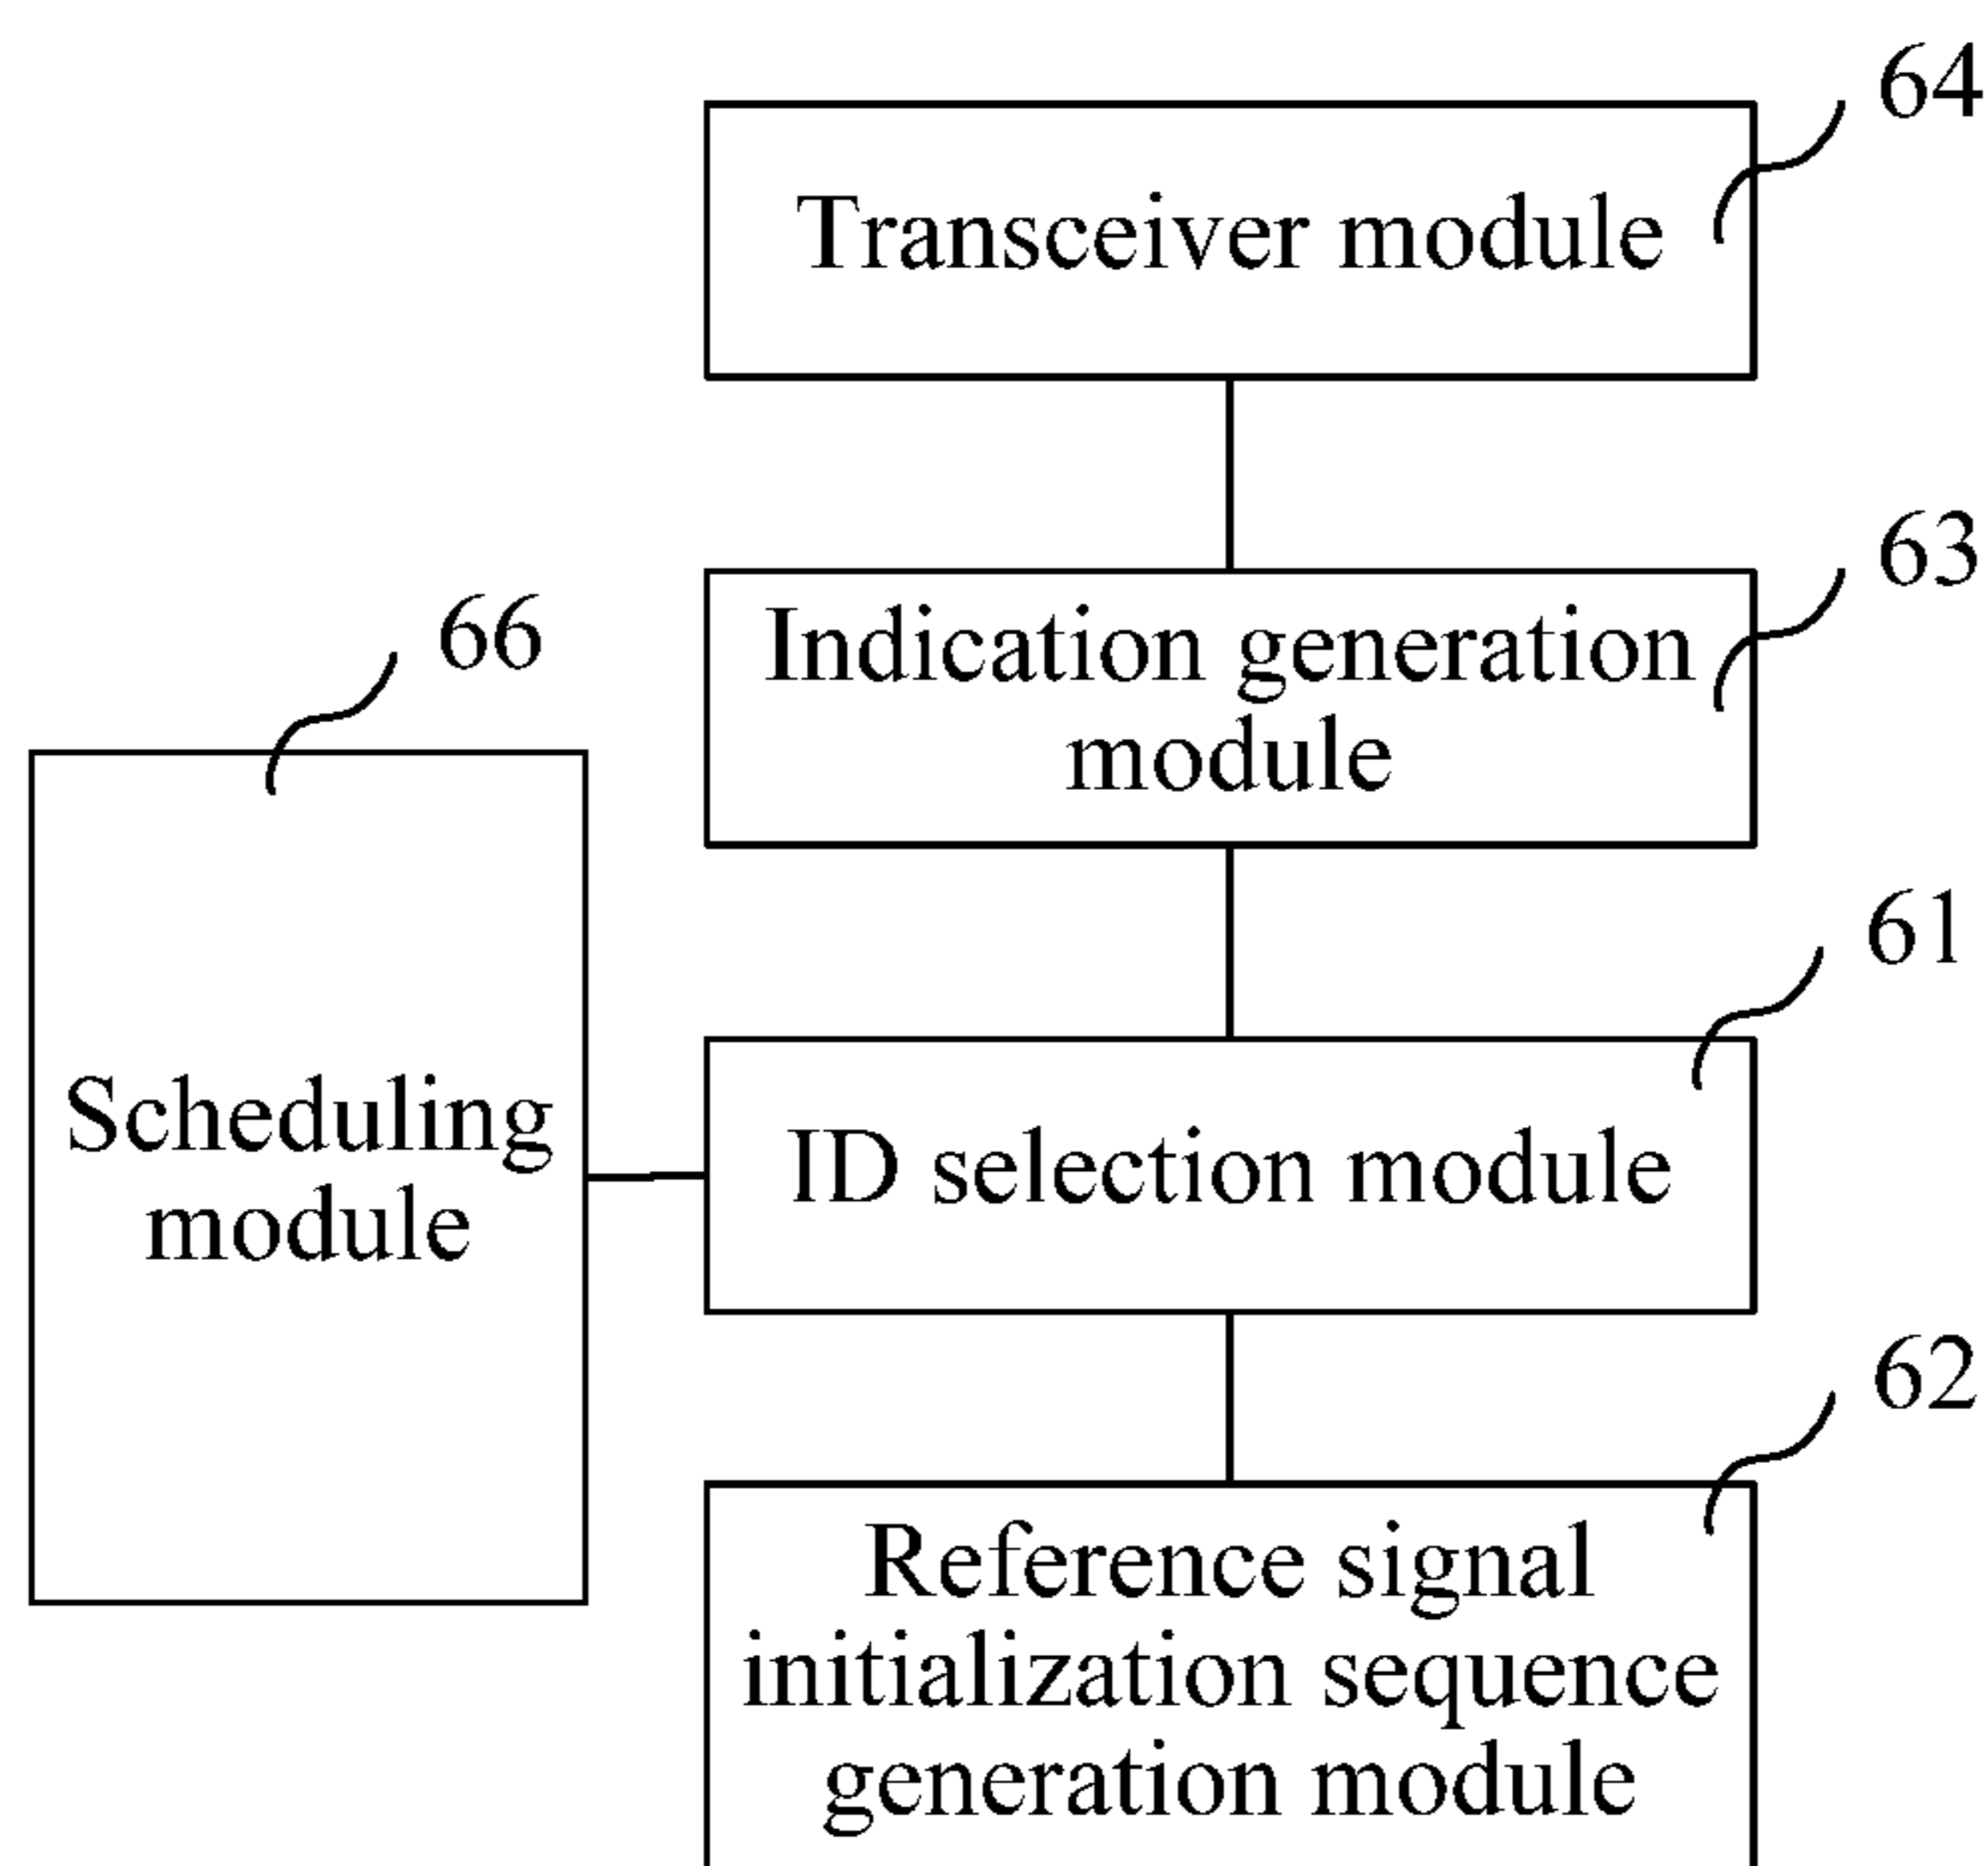 64
Transceiver module
63
Indication generation
module
66
Scheduling
module
61
ID selection module
62
Reference signal
initialization sequence
generation module